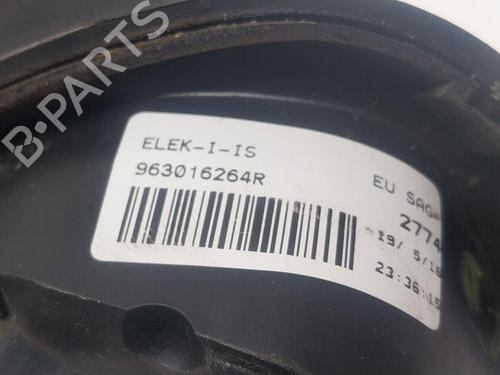 ELEK-I-IS
963016264R
EU SAG
2774
19/ 5/16
23:36:15
B-PARTS